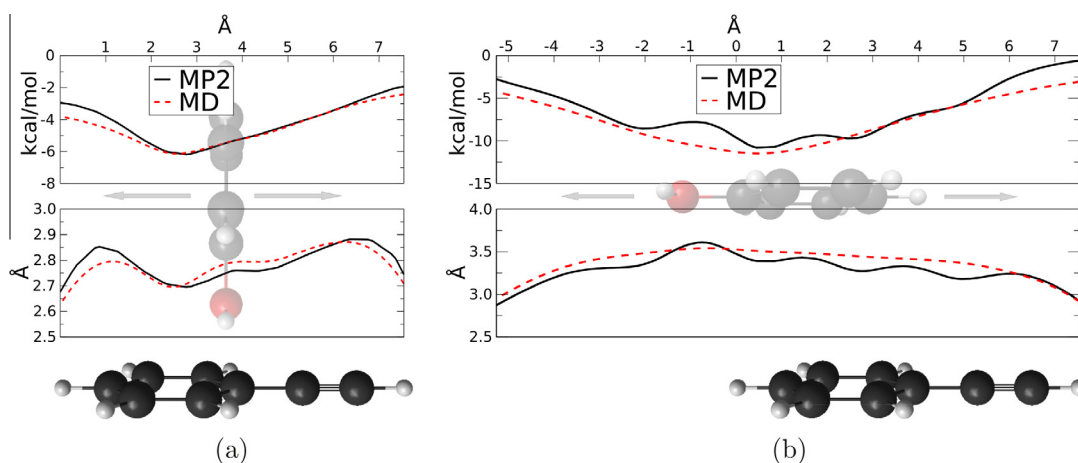 Å
1 2 3 4 5 6 7
0
-2
-4
-6
-8
kcal/mol
MP2
MD
3.0
2.9
2.8
2.7
2.6
2.5
Å
(a)
Å
-5 -4 -3 -2 -1 0 1 2 3 4 5 6 7
0
-5
-10
-15
kcal/mol
MP2
MD
4.0
3.5
3.0
2.5
Å
(b)